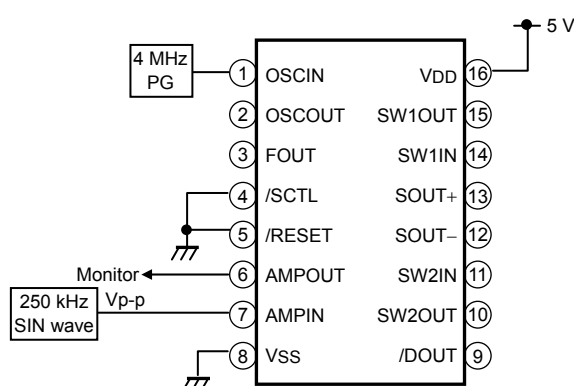 5 V
4 MHz
PG
1 OSCIN VDD 16
2 OSCOUT SW1OUT 15
3 FOUT SW1IN 14
4 /SCTL SOUT+ 13
5 /RESET SOUT− 12
Monitor 6 AMPOUT SW2IN 11
250 kHz
SIN wave
Vp-p
7 AMPIN SW2OUT 10
8 VSS /DOUT 9